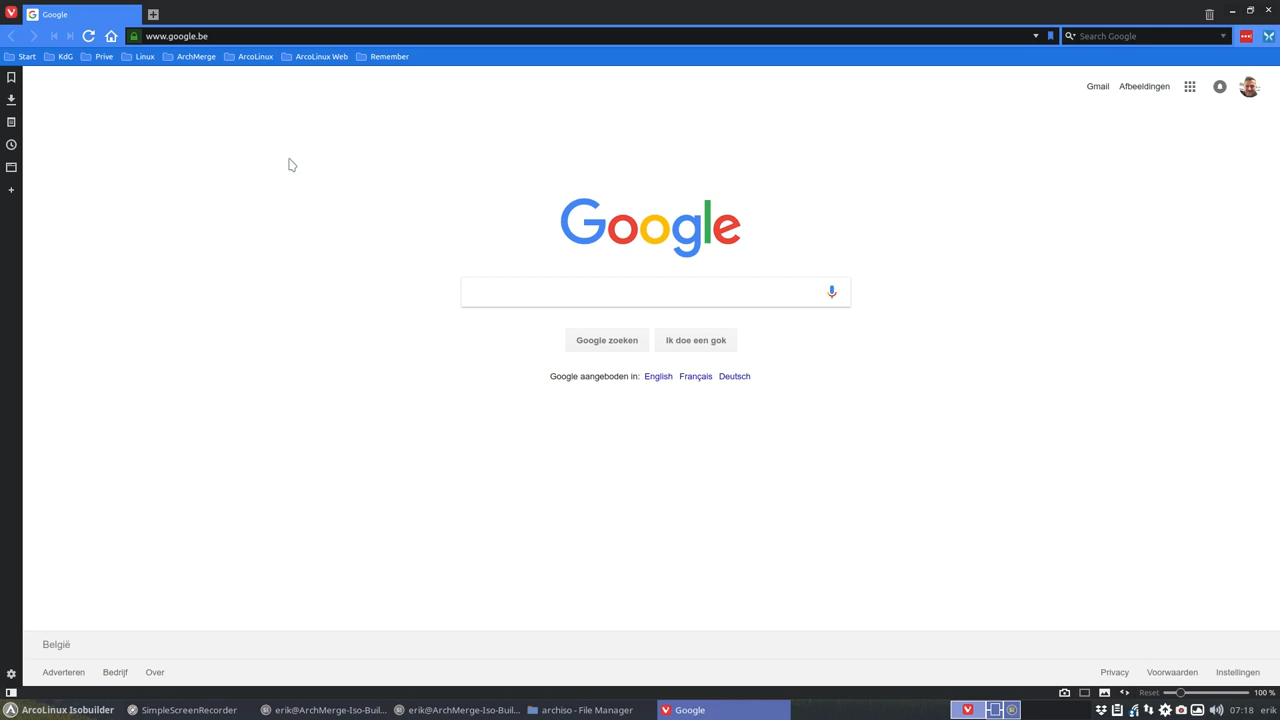 Google
www.google.be
Search Google
Start KdG Prive Linux ArchMerge ArcoLinux ArcoLinux Web Remember
Gmail Afbeeldingen
Google
Google zoeken Ik doe een gok
Google aangeboden in: English Français Deutsch
België
Adverteren Bedrijf Over Privacy Voorwaarden Instellingen
Reset 100 %
ArcoLinux Isobuilder SimpleScreenRecorder erik@ArchMerge-Iso-Buil... erik@ArchMerge-Iso-Buil... archiso - File Manager Google 07:18 erik